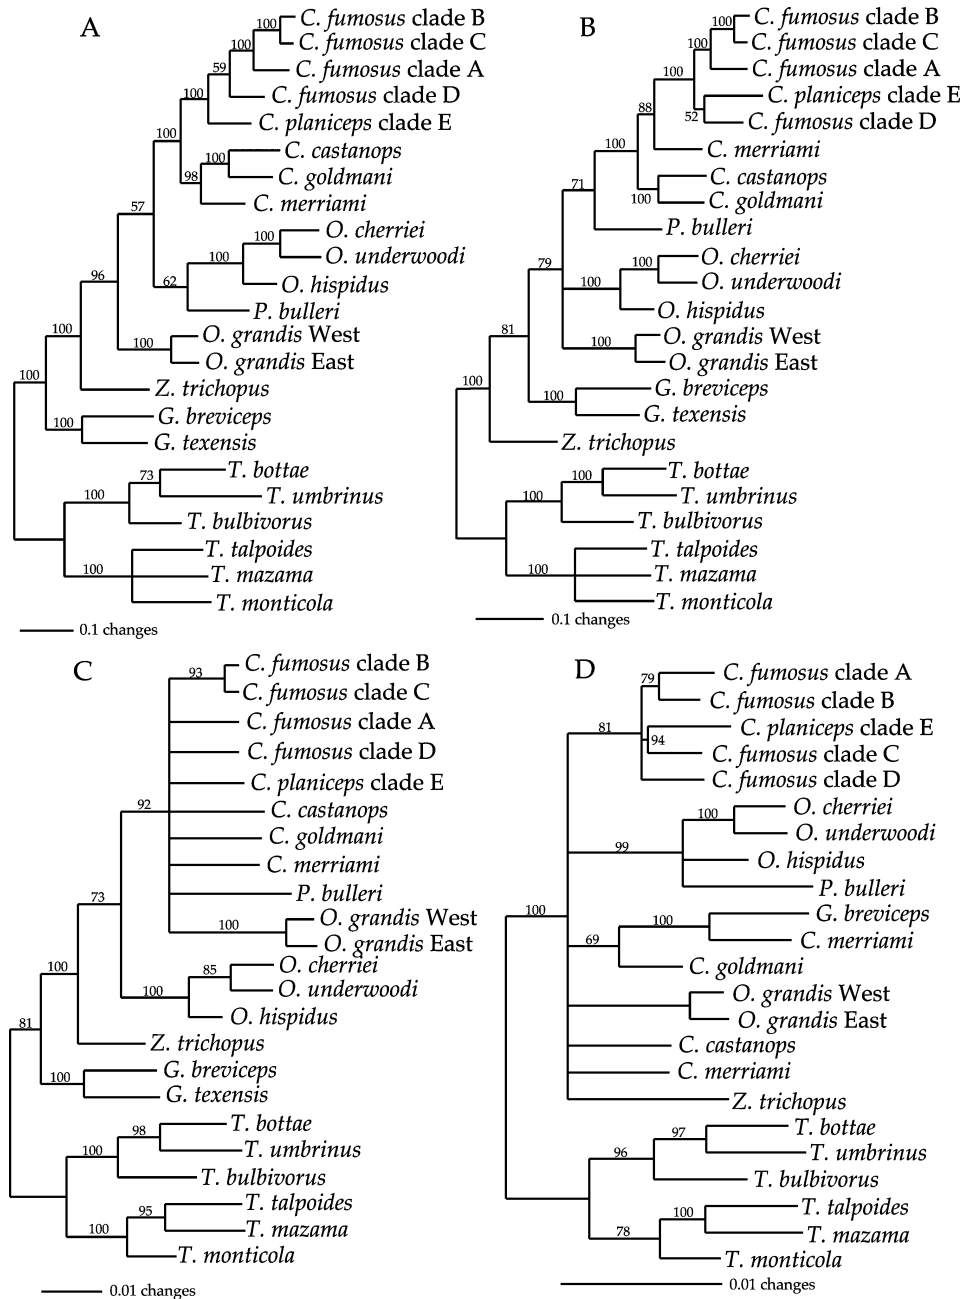 A
C. fumosus clade B
100
C. fumosus clade C
100
C. fumosus clade A
59
C. fumosus clade D
100
C. planiceps clade E
100
C. castanops
100
C. goldmani
98
C. merriami
57
O. cherriei
100
O. underwoodi
100
O. hispidus
62
P. bulleri
96
O. grandis West
100
O. grandis East
100
Z. trichopus
100
G. breviceps
100
G. texensis
T. bottae
73
T. umbrinus
100
T. bulbivorus
T. talpoides
100
T. mazama
T. monticola
0.1 changes
B
C. fumosus clade B
100
C. fumosus clade C
100
C. fumosus clade A
100
C. planiceps clade E
52
C. fumosus clade D
88
C. merriami
100
C. castanops
100
C. goldmani
71
P. bulleri
79
O. cherriei
100
O. underwoodi
100
O. hispidus
O. grandis West
100
O. grandis East
81
G. breviceps
100
G. texensis
100
Z. trichopus
T. bottae
100
T. umbrinus
100
T. bulbivorus
T. talpoides
100
T. mazama
T. monticola
0.1 changes
C
C. fumosus clade B
93
C. fumosus clade C
C. fumosus clade A
C. fumosus clade D
C. planiceps clade E
92
C. castanops
C. goldmani
C. merriami
P. bulleri
73
O. grandis West
100
O. grandis East
O. cherriei
85
O. underwoodi
100
O. hispidus
100
Z. trichopus
81
G. breviceps
100
G. texensis
T. bottae
98
T. umbrinus
100
T. bulbivorus
T. talpoides
95
T. mazama
100
T. monticola
0.01 changes
D
C. fumosus clade A
79
C. fumosus clade B
81
C. planiceps clade E
94
C. fumosus clade C
C. fumosus clade D
O. cherriei
100
O. underwoodi
99
O. hispidus
P. bulleri
100
G. breviceps
100
C. merriami
69
C. goldmani
O. grandis West
O. grandis East
C. castanops
C. merriami
Z. trichopus
T. bottae
97
T. umbrinus
96
T. bulbivorus
T. talpoides
100
T. mazama
78
T. monticola
0.01 changes